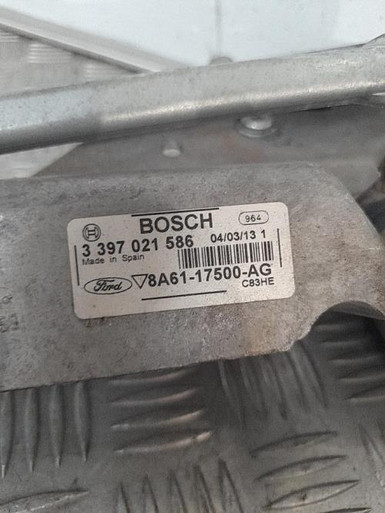 BOSCH 964
3 397 021 586 04/03/13 1
Made in Spain
Ford 8A61-17500-AG
C83HE